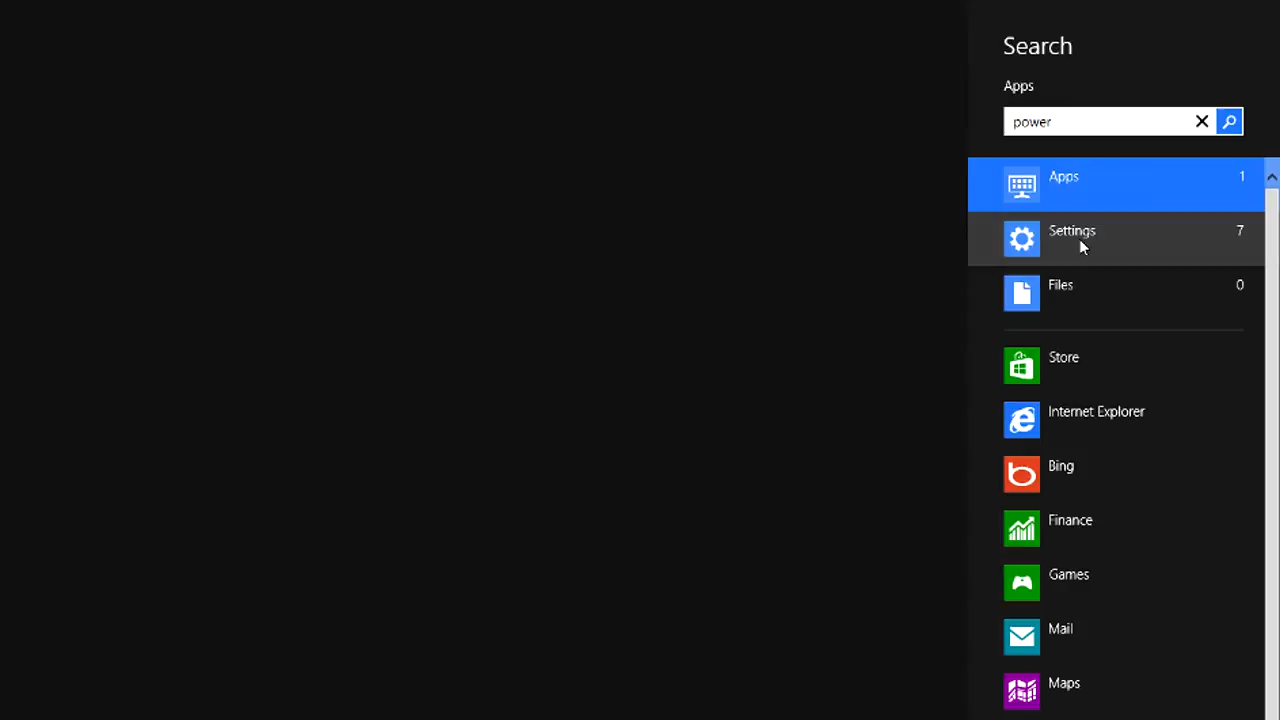 Search
Apps
power
Apps 1
Settings 7
Files 0
Store
Internet Explorer
Bing
Finance
Games
Mail
Maps